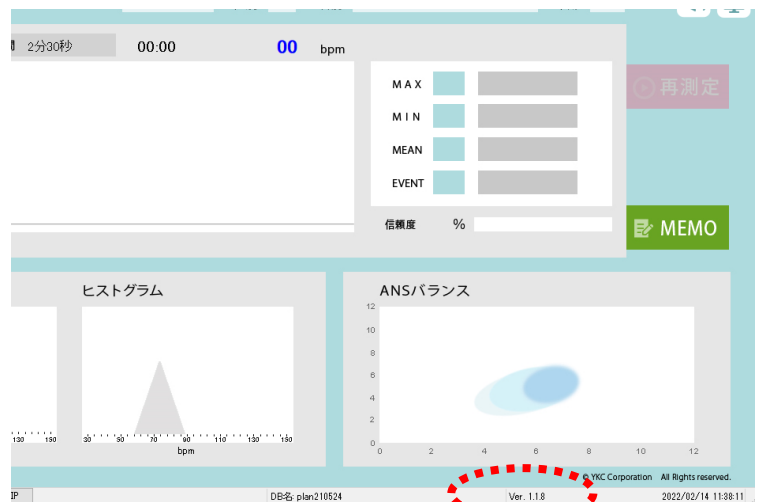 2分30秒 00:00 00 bpm
MAX
再測定
MIN
MEAN
EVENT
信頼度 %
MEMO
ヒストグラム
ANSバランス
12
10
8
6
4
2
0
0 2 4 6 8 10 12
130 150
30 50 70 90 110 130 150
bpm
© YKC Corporation All Rights reserved.
IP DB名: plan210524 Ver. 1.1.8 2022/02/14 11:38:11